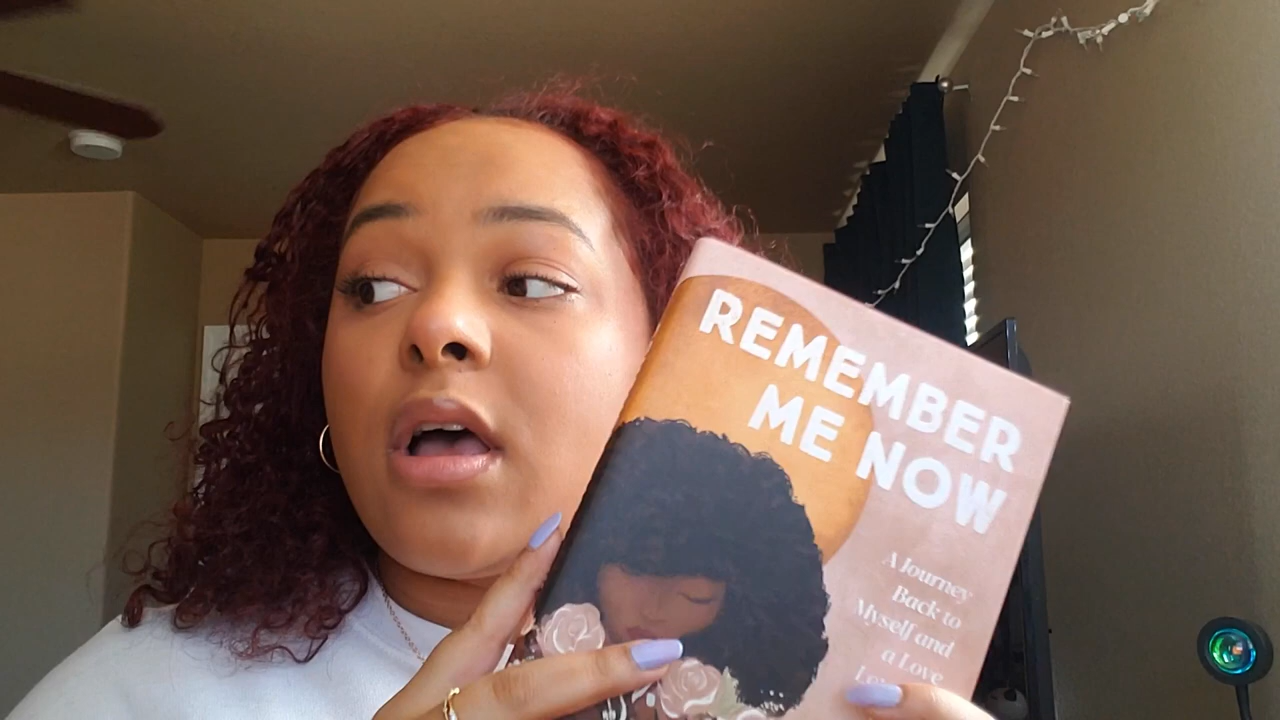 REMEMBER
ME NOW
A Journey
Back to
Myself and
a Love